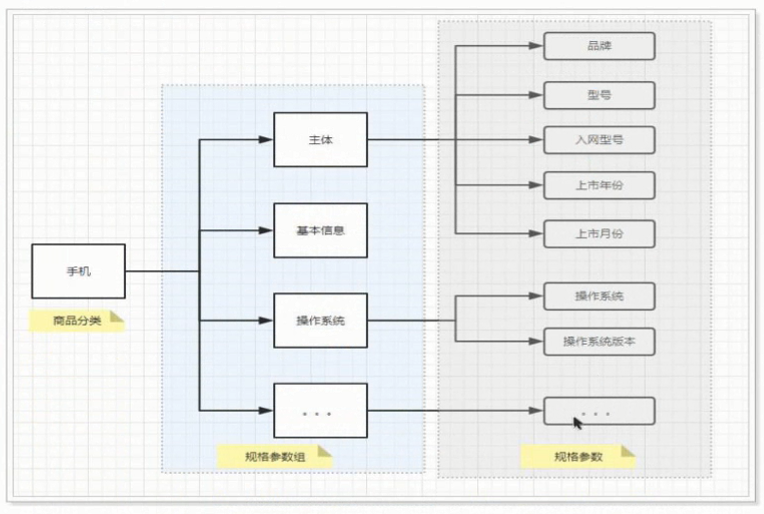 品牌
型号
主体
入网型号
上市年份
基本信息
上市月份
手机
操作系统
商品分类
操作系统
操作系统版本
...
...
规格参数组
规格参数